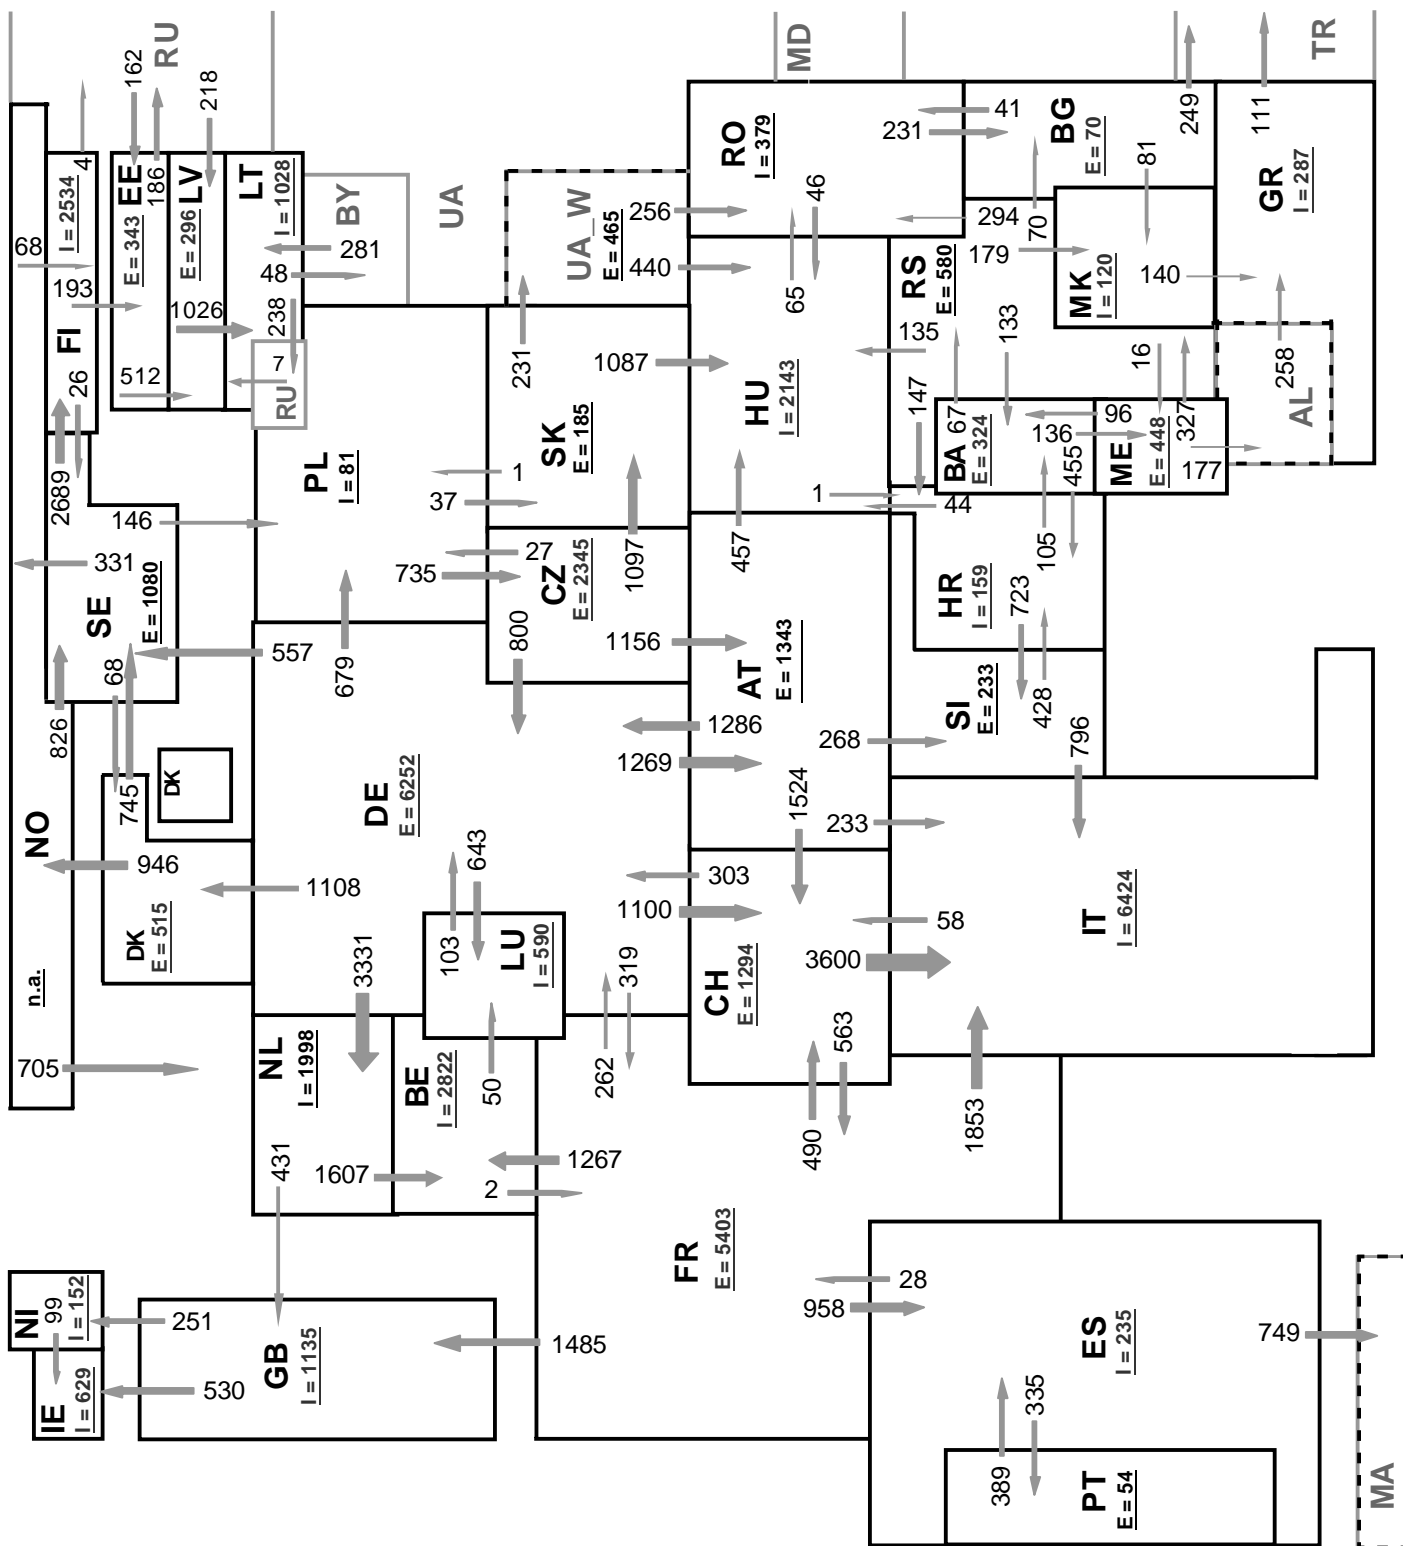 68
4
I = 2534
FI
193
26
2689
162
RU
186
218
EE
E = 343
LV
E = 296
LT
I = 1028
1026
512
BY
281
48
238
7
RU
UA
UA_W
E = 465
MD
256
440
RO
I = 379
231
41
65
46
294
BG
E = 70
249
111
TR
GR
I = 287
81
70
179
MK
I = 120
140
258
AL
RS
E = 580
135
133
147
16
327
BA
E = 324
67
96
136
455
ME
E = 448
177
1
44
105
HR
I = 159
723
428
SI
E = 233
796
HU
I = 2143
1087
457
231
SK
E = 185
1
37
1097
PL
I = 81
146
331
SE
E = 1080
68
557
826
745
679
735
27
CZ
E = 2345
800
1156
AT
E = 1343
1286
1269
268
1524
233
NO
n.a.
946
705
DK
DK
E = 515
1108
DE
E = 6252
643
103
3331
LU
I = 590
50
303
1100
CH
E = 1294
58
3600
563
490
IT
I = 6424
1853
319
262
NL
I = 1998
BE
I = 2822
431
1607
1267
2
FR
E = 5403
NI
I = 152
99
251
IE
I = 629
530
GB
I = 1135
1485
28
958
ES
I = 235
749
389
335
PT
E = 54
MA